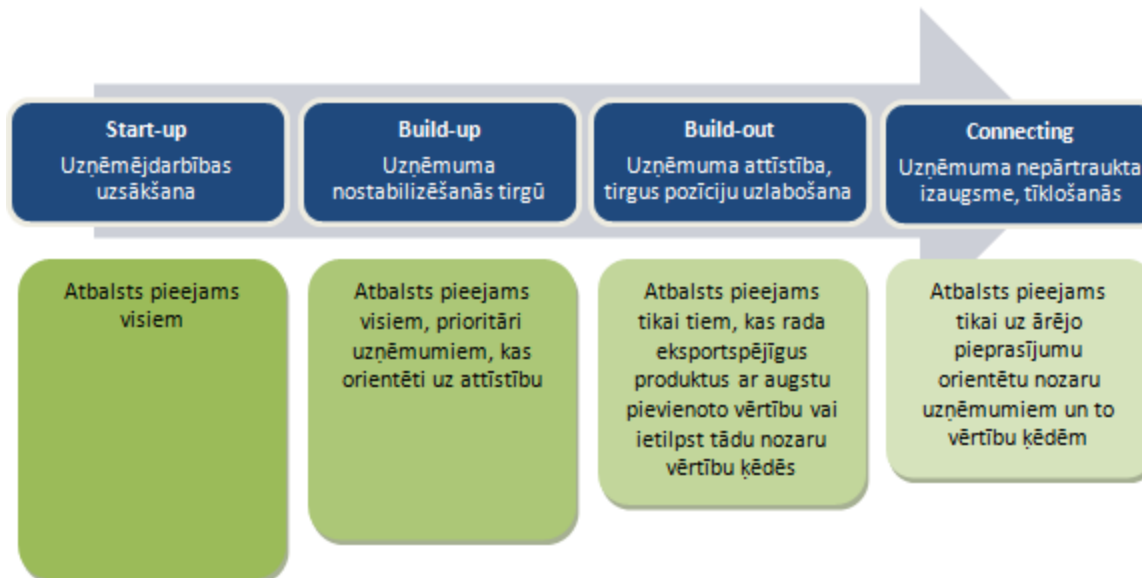 Start-up
Uzņēmējdarbības
uzsākšana
Build-up
Uzņēmuma
nostabilizēšanās tirgū
Build-out
Uzņēmuma attīstība,
tirgus pozīciju uzlabošana
Connecting
Uzņēmuma nepārtraukta
izaugsme, tīklošanās
Atbalsts pieejams
visiem
Atbalsts pieejams
visiem, prioritāri
uzņēmumiem, kas
orientēti uz attīstību
Atbalsts pieejams
tikai tiem, kas rada
eksportspējīgus
produktus ar augstu
pievienoto vērtību vai
ietilpst tādu nozaru
vērtību ķēdēs
Atbalsts pieejams
tikai uz ārējo
pieprasījumu
orientētu nozaru
uzņēmumiem un to
vērtību ķēdēm